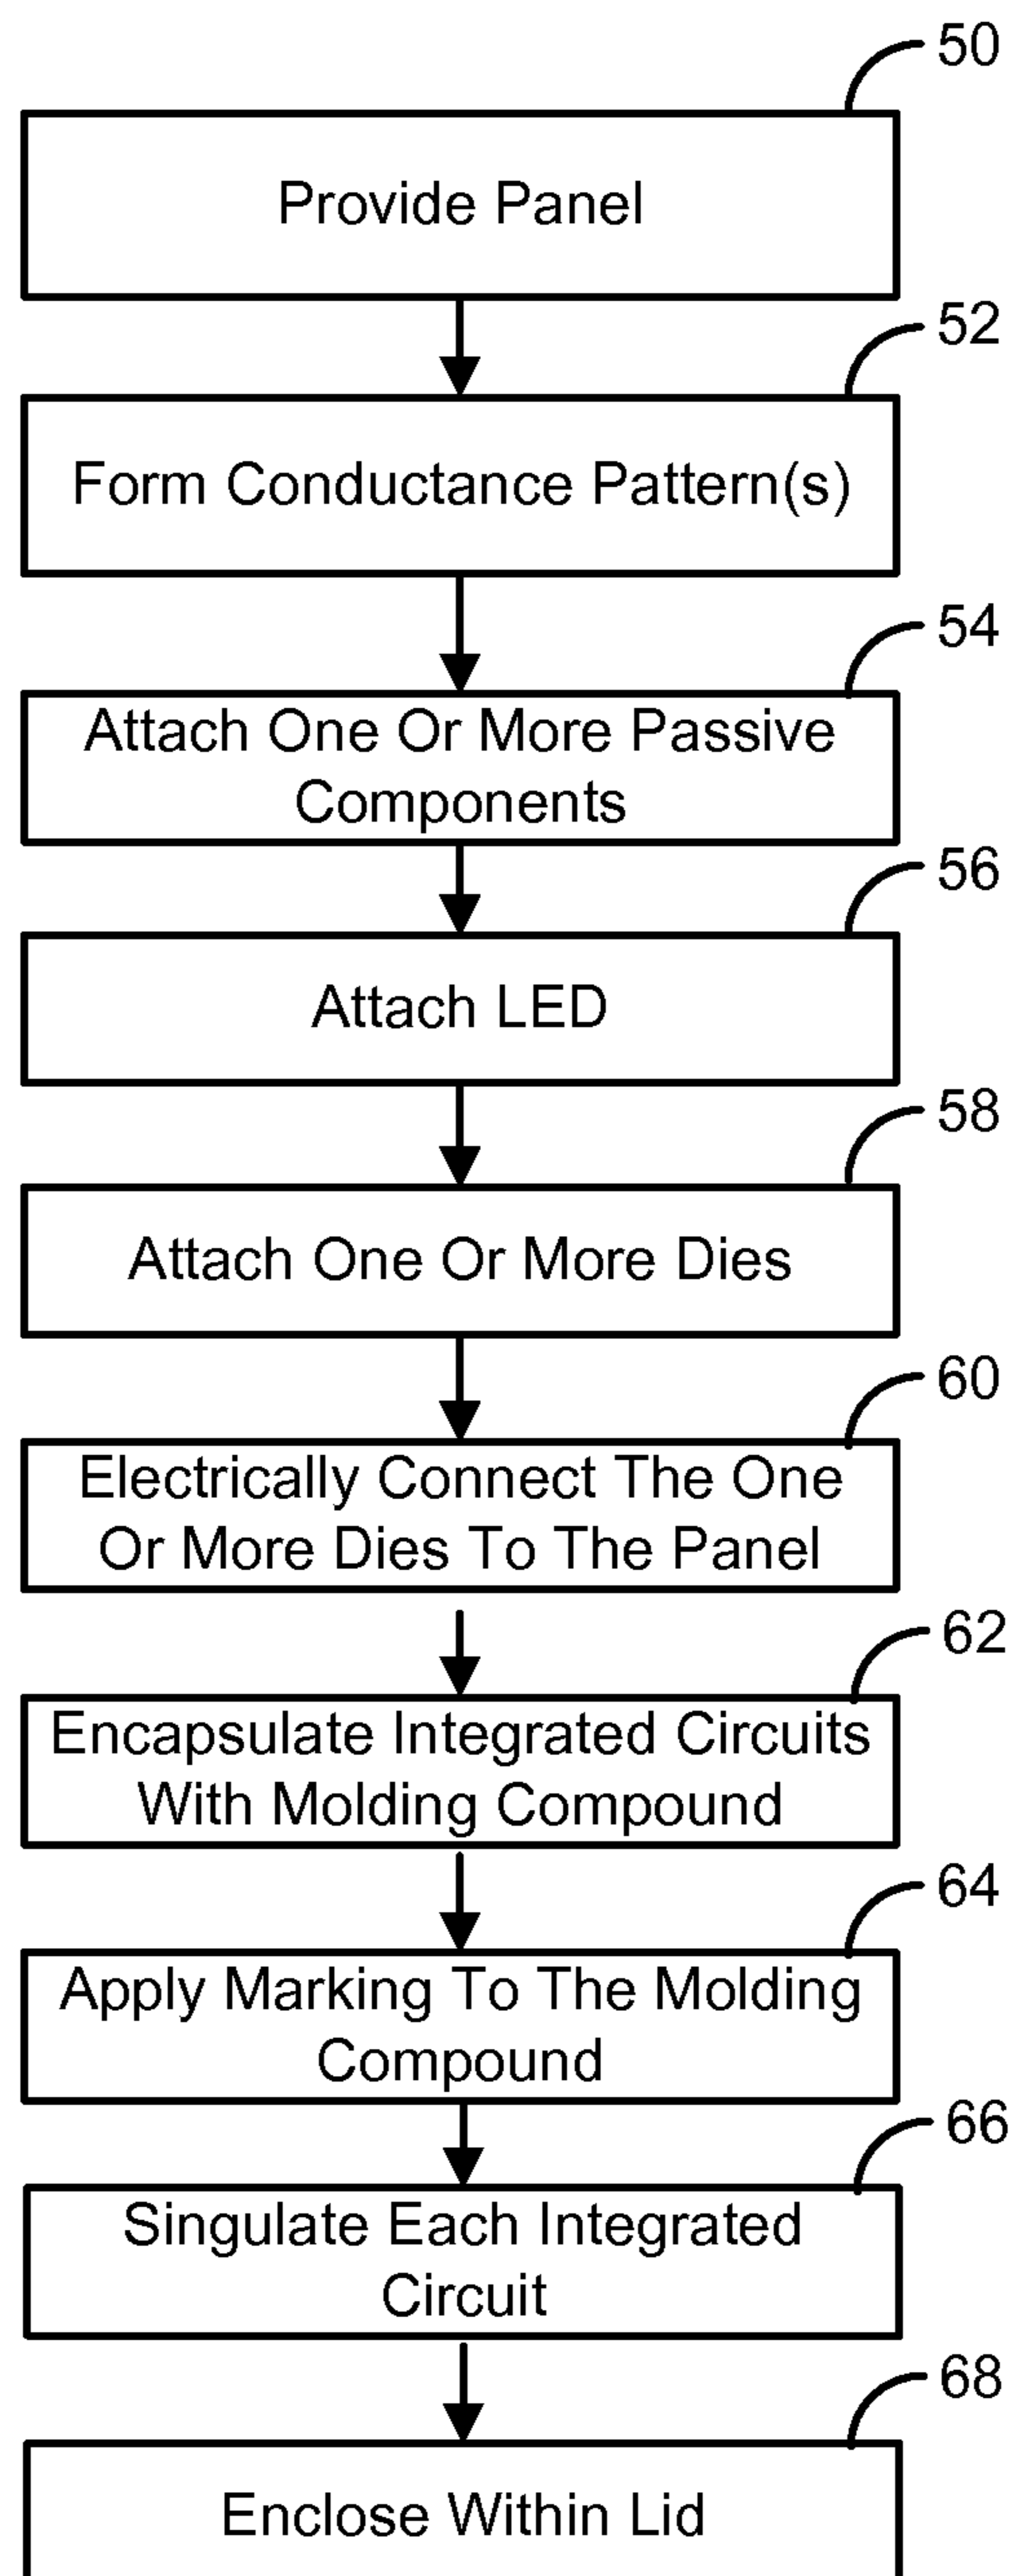 50
Provide Panel
52
Form Conductance Pattern(s)
54
Attach One Or More Passive
Components
56
Attach LED
58
Attach One Or More Dies
60
Electrically Connect The One
Or More Dies To The Panel
62
Encapsulate Integrated Circuits
With Molding Compound
64
Apply Marking To The Molding
Compound
66
Singulate Each Integrated
Circuit
68
Enclose Within Lid